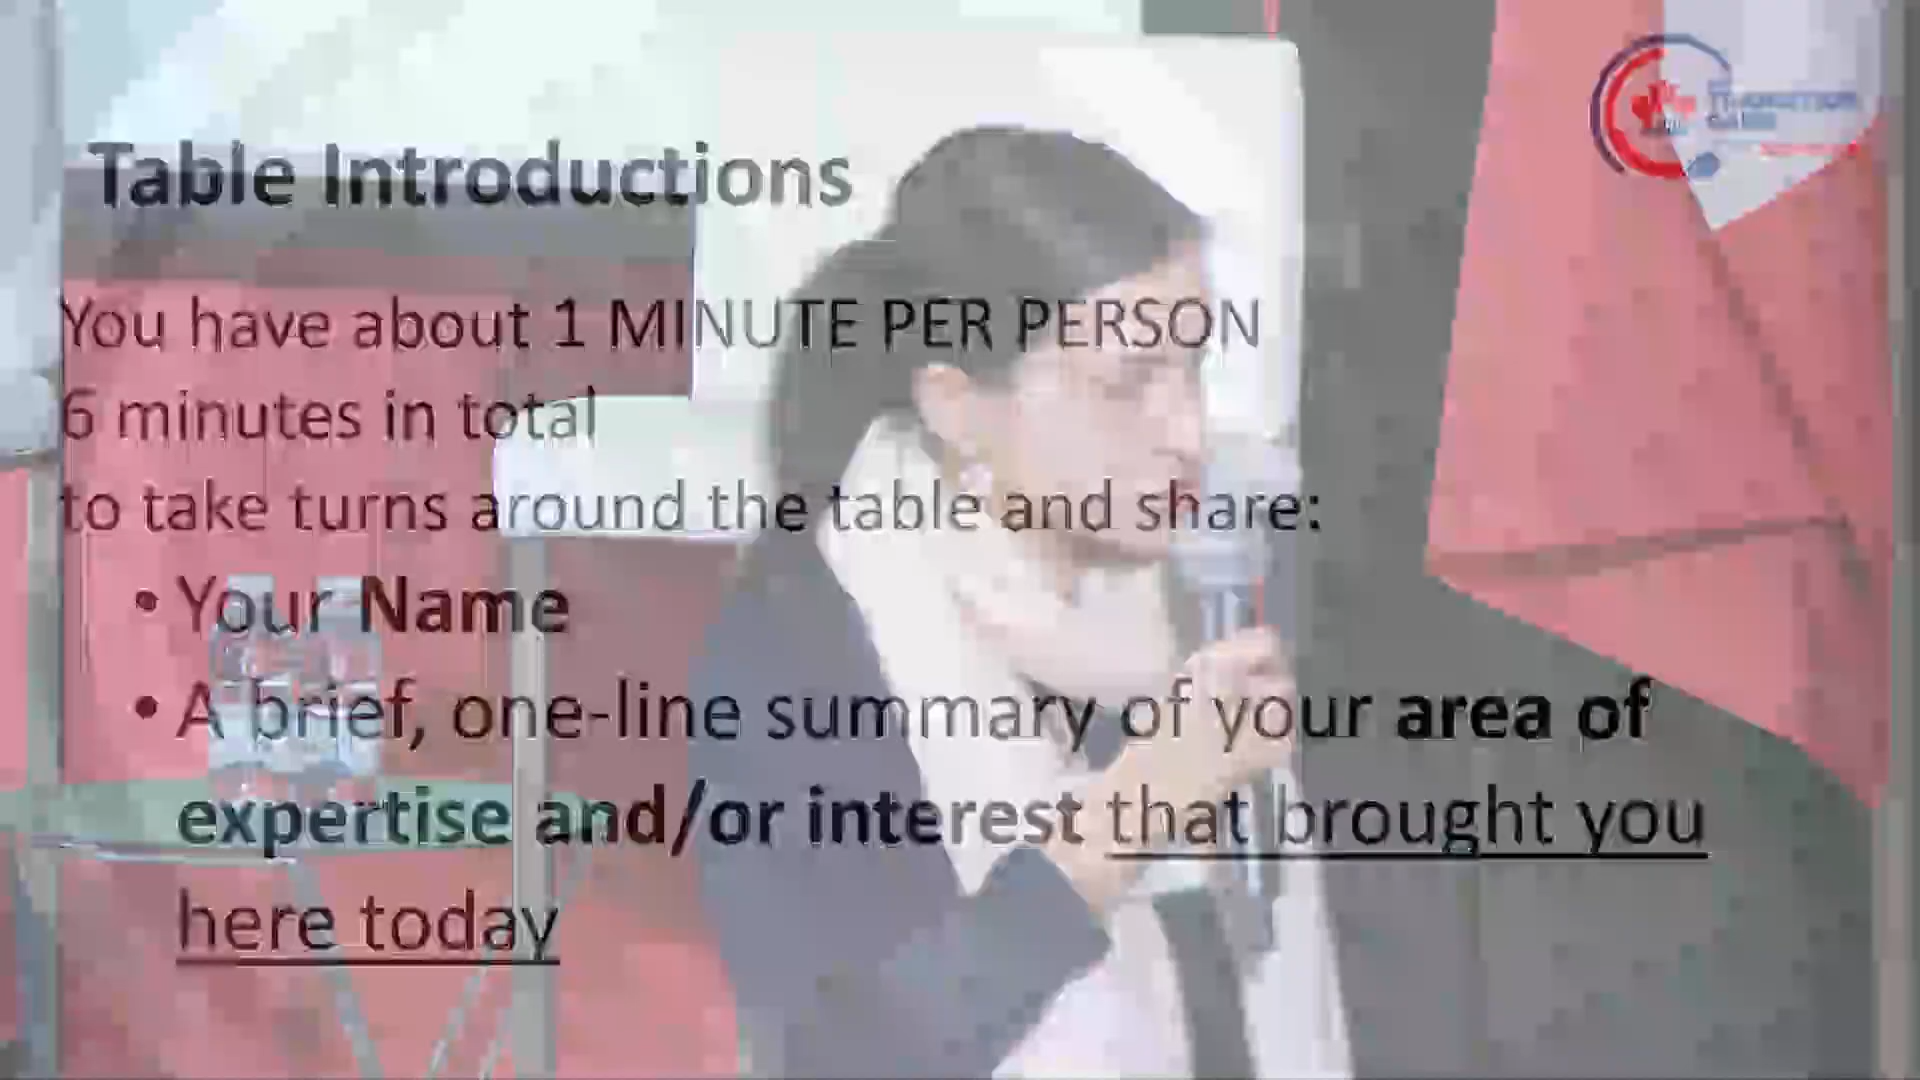 Table Introductions
You have about 1 MINUTE PER PERSON
6 minutes in total
to take turns around the table and share:
• Your Name
• A brief, one-line summary of your area of
expertise and/or interest that brought you
here today